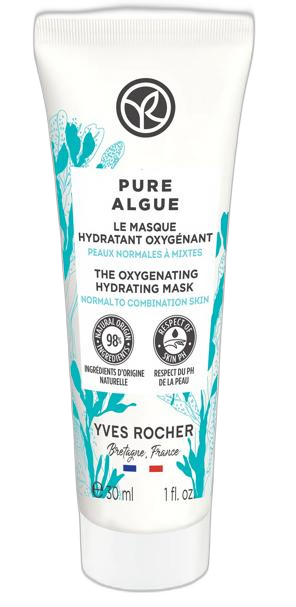 PURE
ALGUE
LE MASQUE
HYDRATANT OXYGÉNANT
PEAUX NORMALES À MIXTES
THE OXYGENATING
HYDRATING MASK
NORMAL TO COMBINATION SKIN
NATURAL ORIGIN 98% INGREDIENTS
RESPECT OF SKIN PH
INGRÉDIENTS D'ORIGINE NATURELLE
RESPECT DU PH DE LA PEAU
YVES ROCHER
Bretagne, France
℮ 30 ml 1 fl. oz